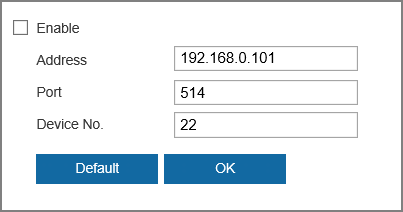 Enable
Address 192.168.0.101
Port 514
Device No. 22
Default OK